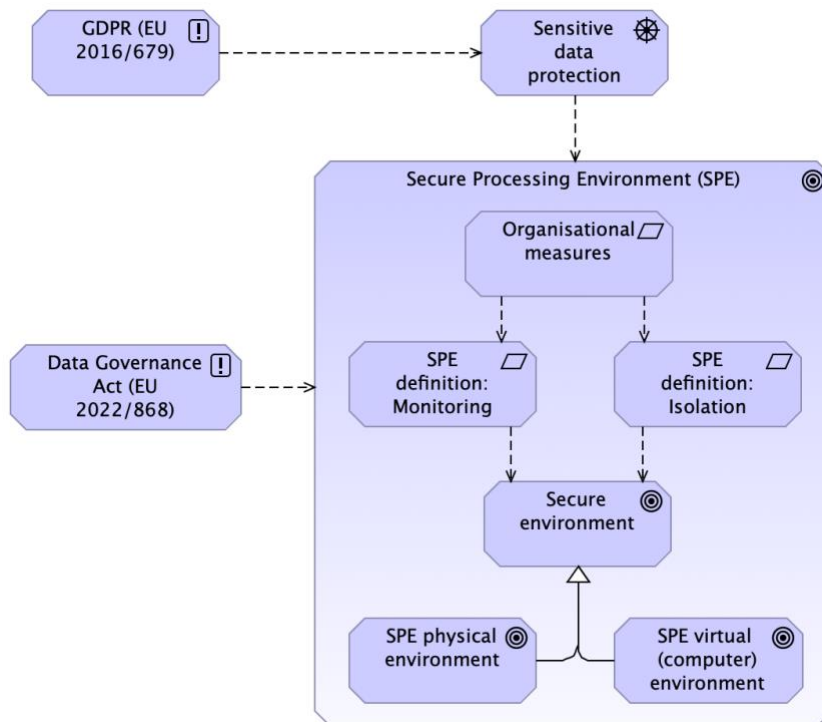 GDPR (EU
2016/679)
Sensitive
data
protection
Secure Processing Environment (SPE)
Organisational
measures
Data Governance
Act (EU
2022/868)
SPE
definition:
Monitoring
SPE
definition:
Isolation
Secure
environment
SPE physical
environment
SPE virtual
(computer)
environment